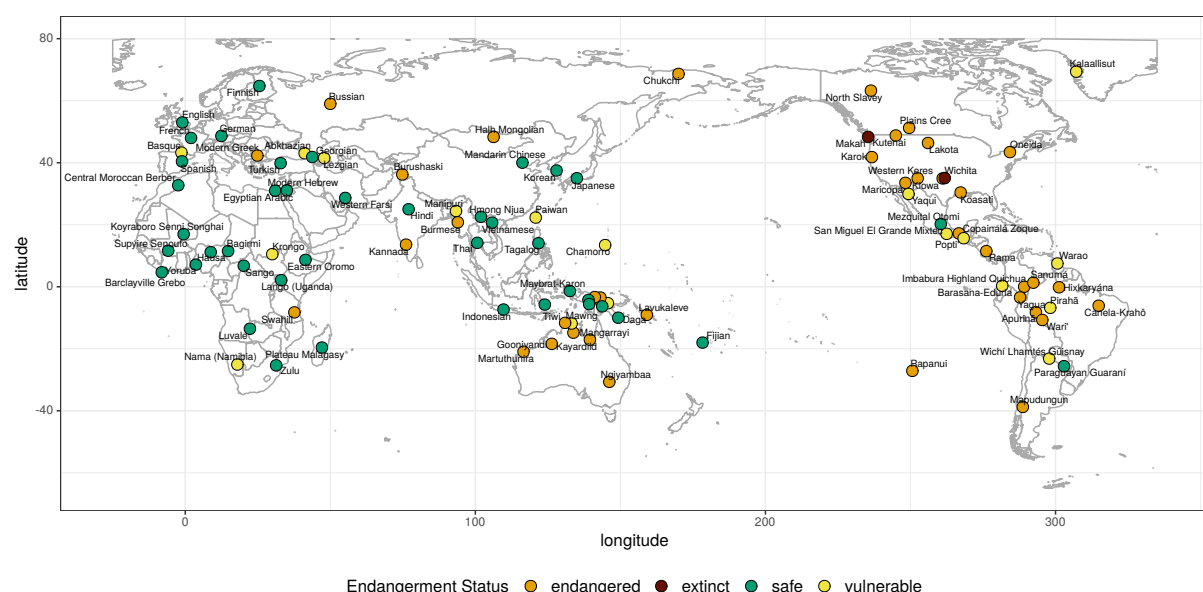 80
40
0
-40
latitude
0
100
200
300
longitude
Chukchi
Kalaallisut
Finnish
Russian
North Slavey
English
French
German
Halh Mongolian
Plains Cree
Makah
Kutenai
Lakota
Oneida
Basque
Modern Greek
Abkhazian
Georgian
Lezgian
Mandarin Chinese
Karok
Spanish
Turkish
Burushaski
Korean
Japanese
Western Keres
Wichita
Central Moroccan Berber
Modern Hebrew
Egyptian Arabic
Western Farsi
Maricopa
Kiowa
Yaqui
Koasati
Manipuri
Hindi
Hmong Njua
Paiwan
Burmese
Vietnamese
Mezquital Otomi
Koyraboro Senni Songhai
San Miguel El Grande Mixtec
Copainalá Zoque
Supyire Senoufo
Hausa
Bagirmi
Krongo
Kannada
Thai
Tagalog
Chamorro
Popti
Rama
Warao
Yoruba
Sango
Eastern Oromo
Barclayville Grebo
Lango (Uganda)
Maybrat-Karon
Imbabura Highland Quichua
Sanuma
Barasana-Eduria
Hixkaryána
Swahili
Indonesian
Tiwi
Mawng
Daga
Lavukaleve
Yagua
Pirahã
Apurinã
Wari'
Canela-Krahô
Luvale
Mangarrayi
Fijian
Nama (Namibia)
Plateau Malagasy
Zulu
Gooniyandi
Kayardild
Martuthunira
Ngiyambaa
Rapanui
Wichí Lhamtés Güisnay
Paraguayan Guaraní
Mapudungun
Endangerment Status
endangered
extinct
safe
vulnerable